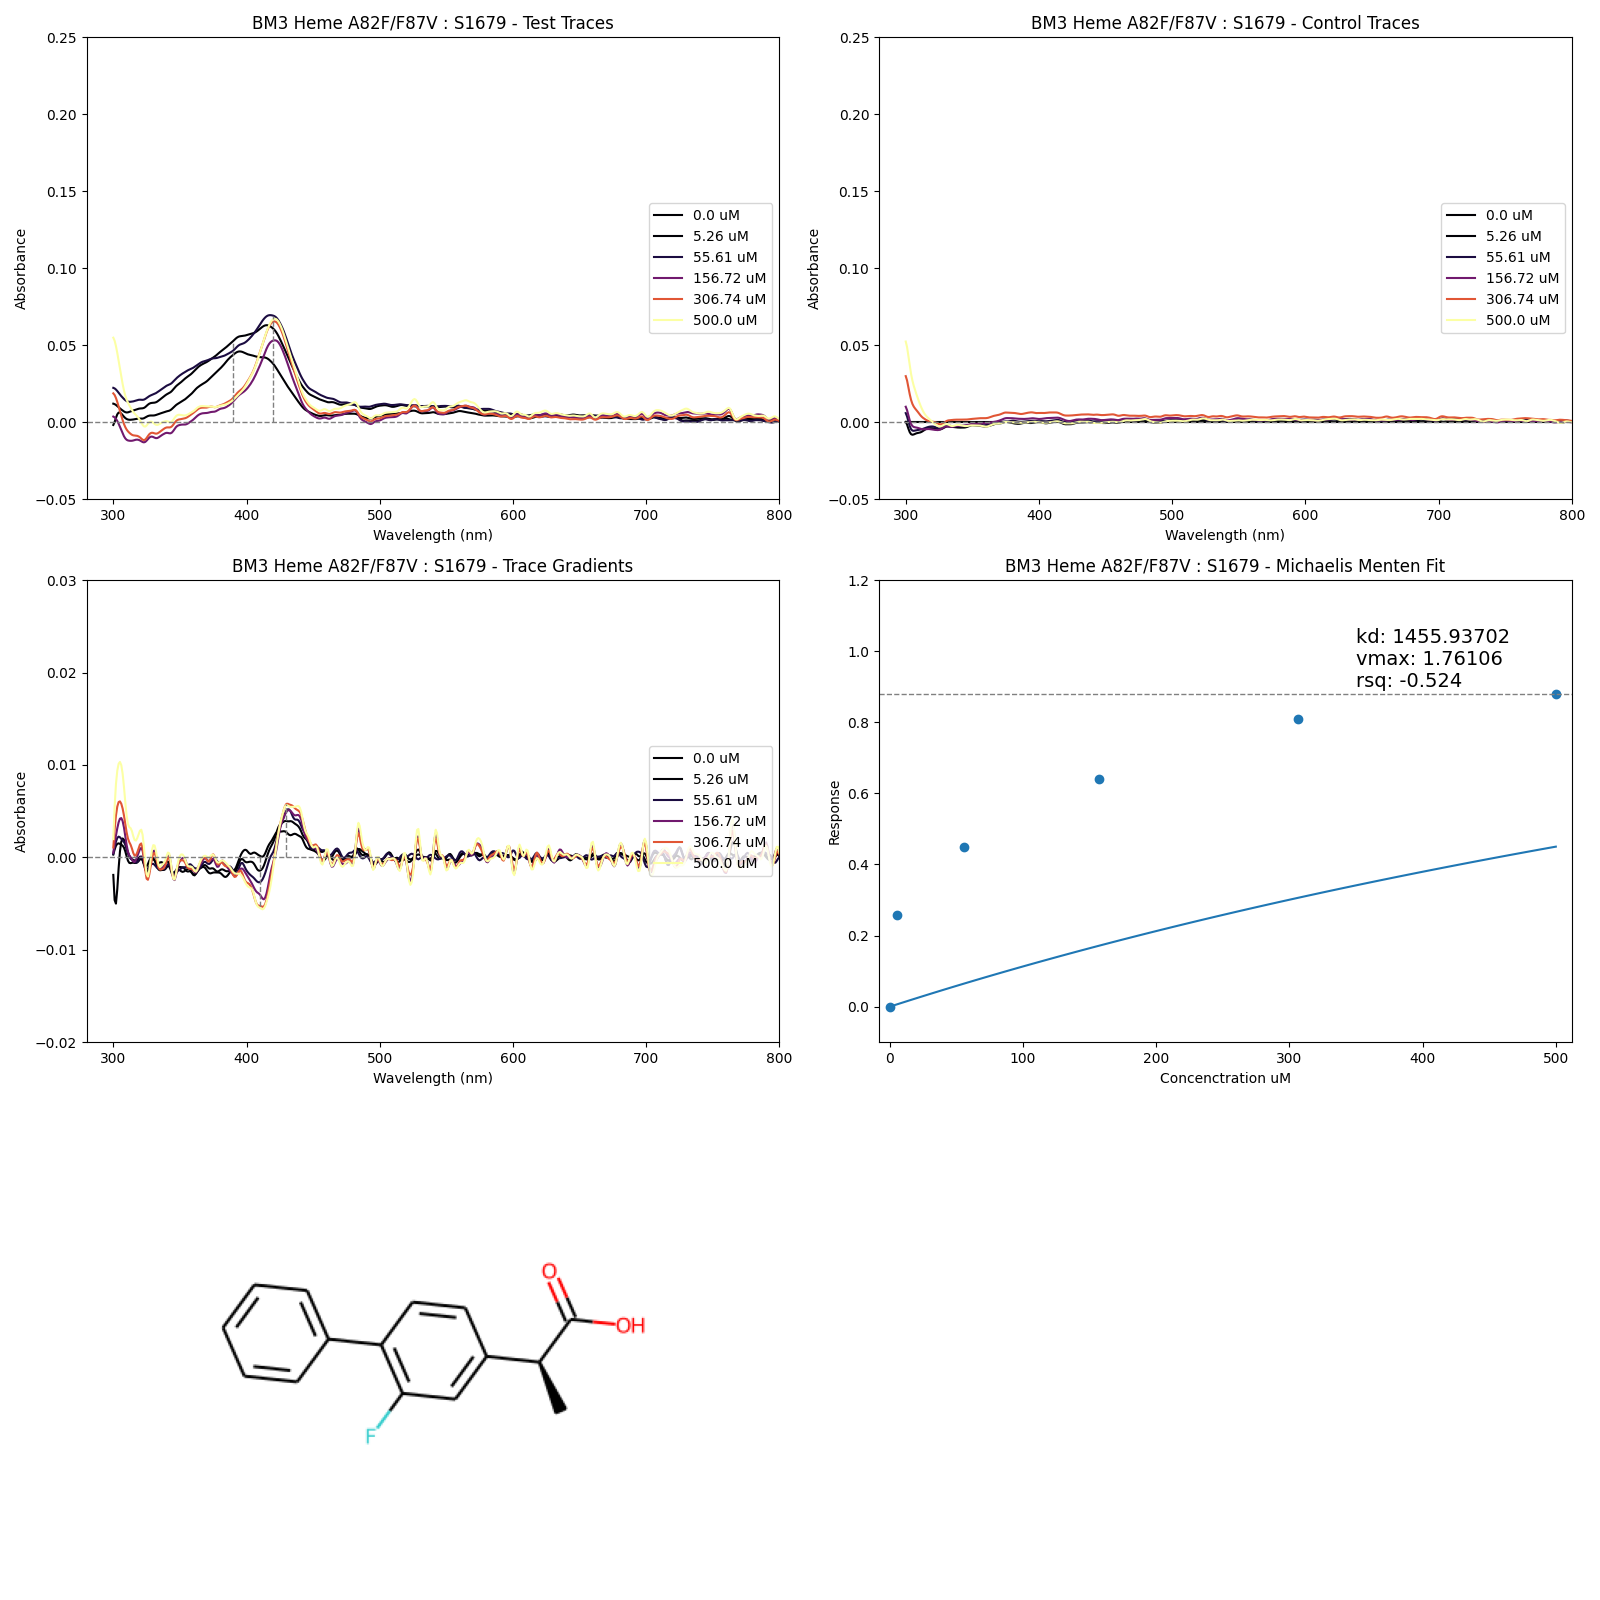 BM3 Heme A82F/F87V : S1679 - Test Traces
0.25
0.20
0.15
0.10
0.05
0.00
−0.05
Absorbance
300
400
500
600
700
800
Wavelength (nm)
0.0 uM
5.26 uM
55.61 uM
156.72 uM
306.74 uM
500.0 uM
BM3 Heme A82F/F87V : S1679 - Control Traces
0.25
0.20
0.15
0.10
0.05
0.00
−0.05
Absorbance
300
400
500
600
700
800
Wavelength (nm)
0.0 uM
5.26 uM
55.61 uM
156.72 uM
306.74 uM
500.0 uM
BM3 Heme A82F/F87V : S1679 - Trace Gradients
0.03
0.02
0.01
0.00
−0.01
−0.02
Absorbance
300
400
500
600
700
800
Wavelength (nm)
0.0 uM
5.26 uM
55.61 uM
156.72 uM
306.74 uM
500.0 uM
BM3 Heme A82F/F87V : S1679 - Michaelis Menten Fit
1.2
1.0
0.8
0.6
0.4
0.2
0.0
Response
kd: 1455.93702
vmax: 1.76106
rsq: -0.524
0
100
200
300
400
500
Concenctration uM
O
OH
F